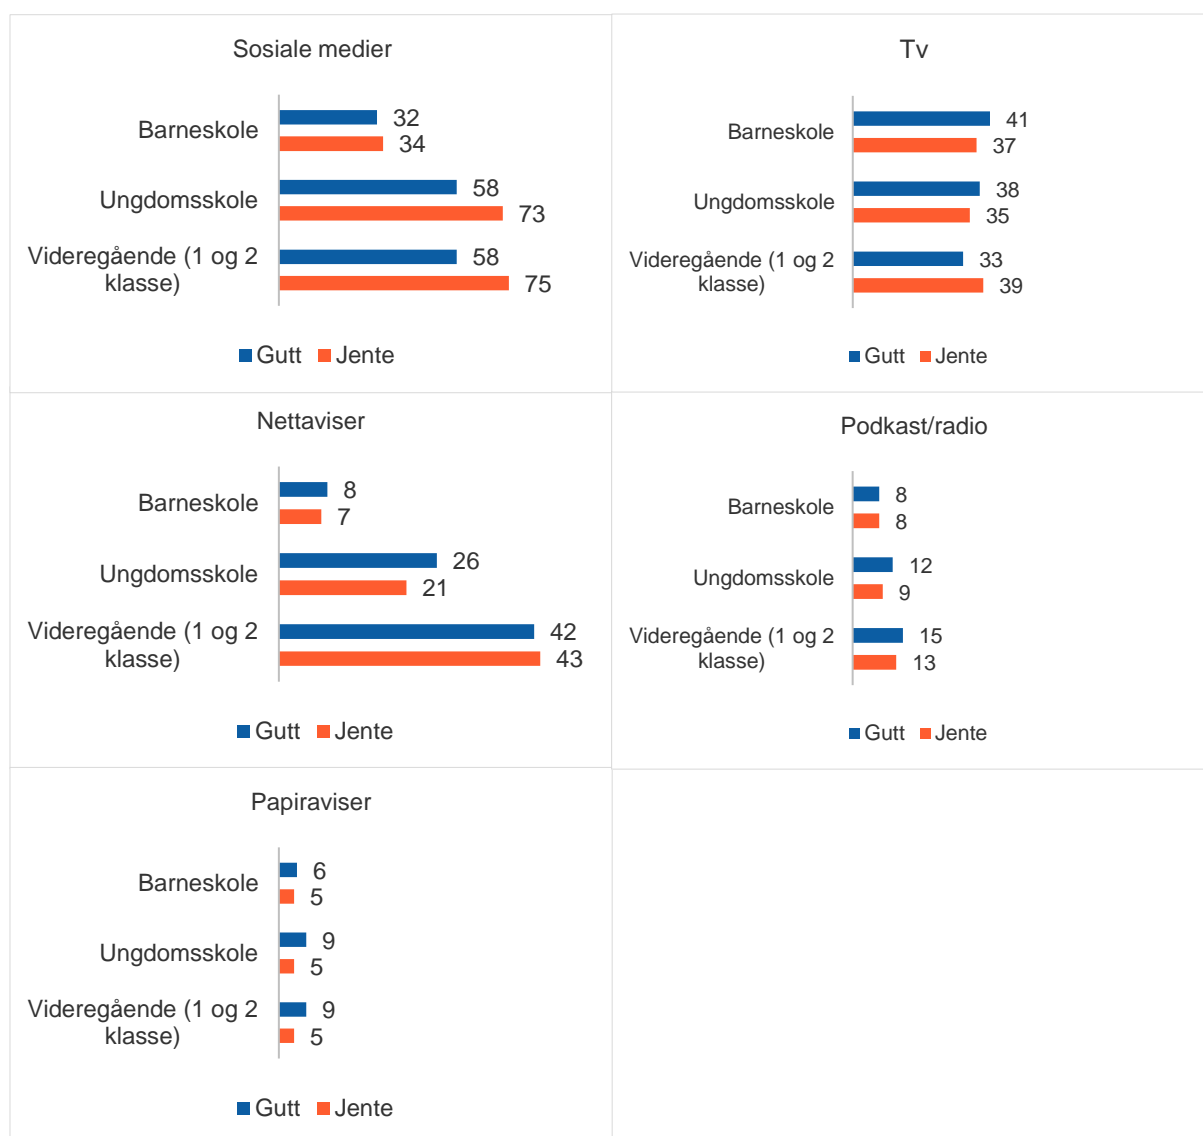 Sosiale medier
Barneskole
32
34
Ungdomsskole
58
73
Videregående (1 og 2
klasse)
58
75
Gutt Jente
Tv
Barneskole
41
37
Ungdomsskole
38
35
Videregående (1 og 2
klasse)
33
39
Gutt Jente
Nettaviser
Barneskole
8
7
Ungdomsskole
26
21
Videregående (1 og 2
klasse)
42
43
Gutt Jente
Podkast/radio
Barneskole
8
8
Ungdomsskole
12
9
Videregående (1 og 2
klasse)
15
13
Gutt Jente
Papiraviser
Barneskole
6
5
Ungdomsskole
9
5
Videregående (1 og 2
klasse)
9
5
Gutt Jente